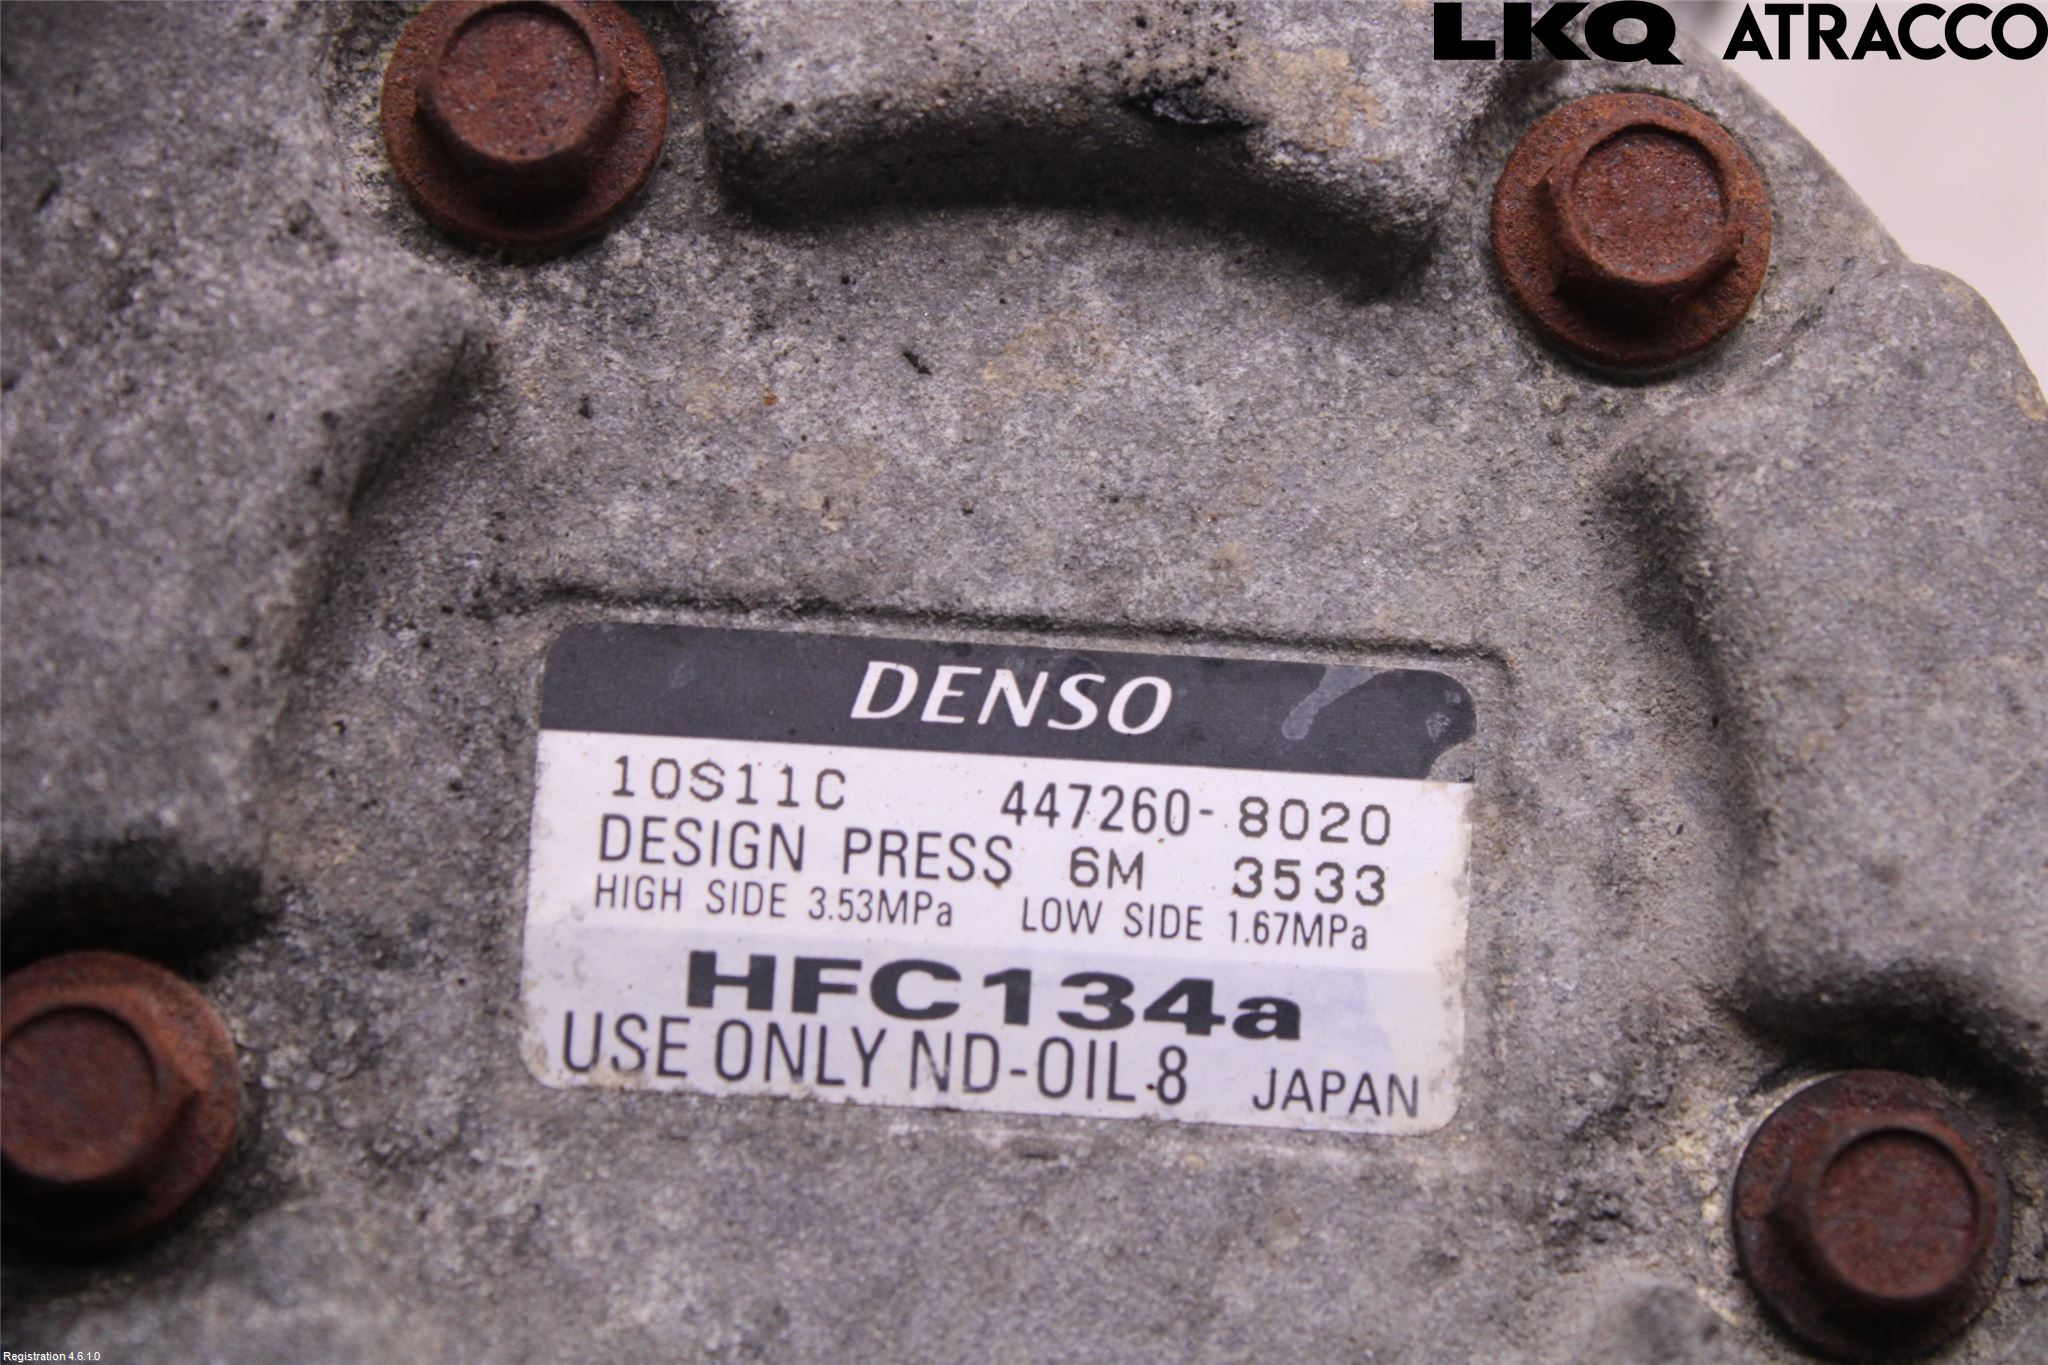 LKQ ATRACCO
DENSO
10S11C 447260-8020
DESIGN PRESS 6M 3533
HIGH SIDE 3.53MPa LOW SIDE 1.67MPa
HFC134a
USE ONLY ND-OIL 8 JAPAN
Registration 4.6.1.0